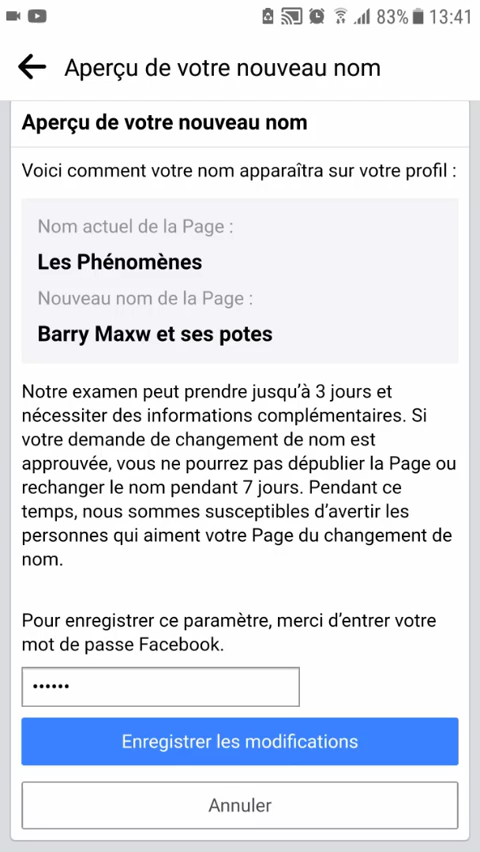 83% 13:41
Aperçu de votre nouveau nom
Aperçu de votre nouveau nom
Voici comment votre nom apparaîtra sur votre profil :
Nom actuel de la Page :
Les Phénomènes
Nouveau nom de la Page :
Barry Maxw et ses potes
Notre examen peut prendre jusqu'à 3 jours et
nécessiter des informations complémentaires. Si
votre demande de changement de nom est
approuvée, vous ne pourrez pas dépublier la Page ou
rechanger le nom pendant 7 jours. Pendant ce
temps, nous sommes susceptibles d'avertir les
personnes qui aiment votre Page du changement de
nom.
Pour enregistrer ce paramètre, merci d'entrer votre
mot de passe Facebook.
••••••
Enregistrer les modifications
Annuler